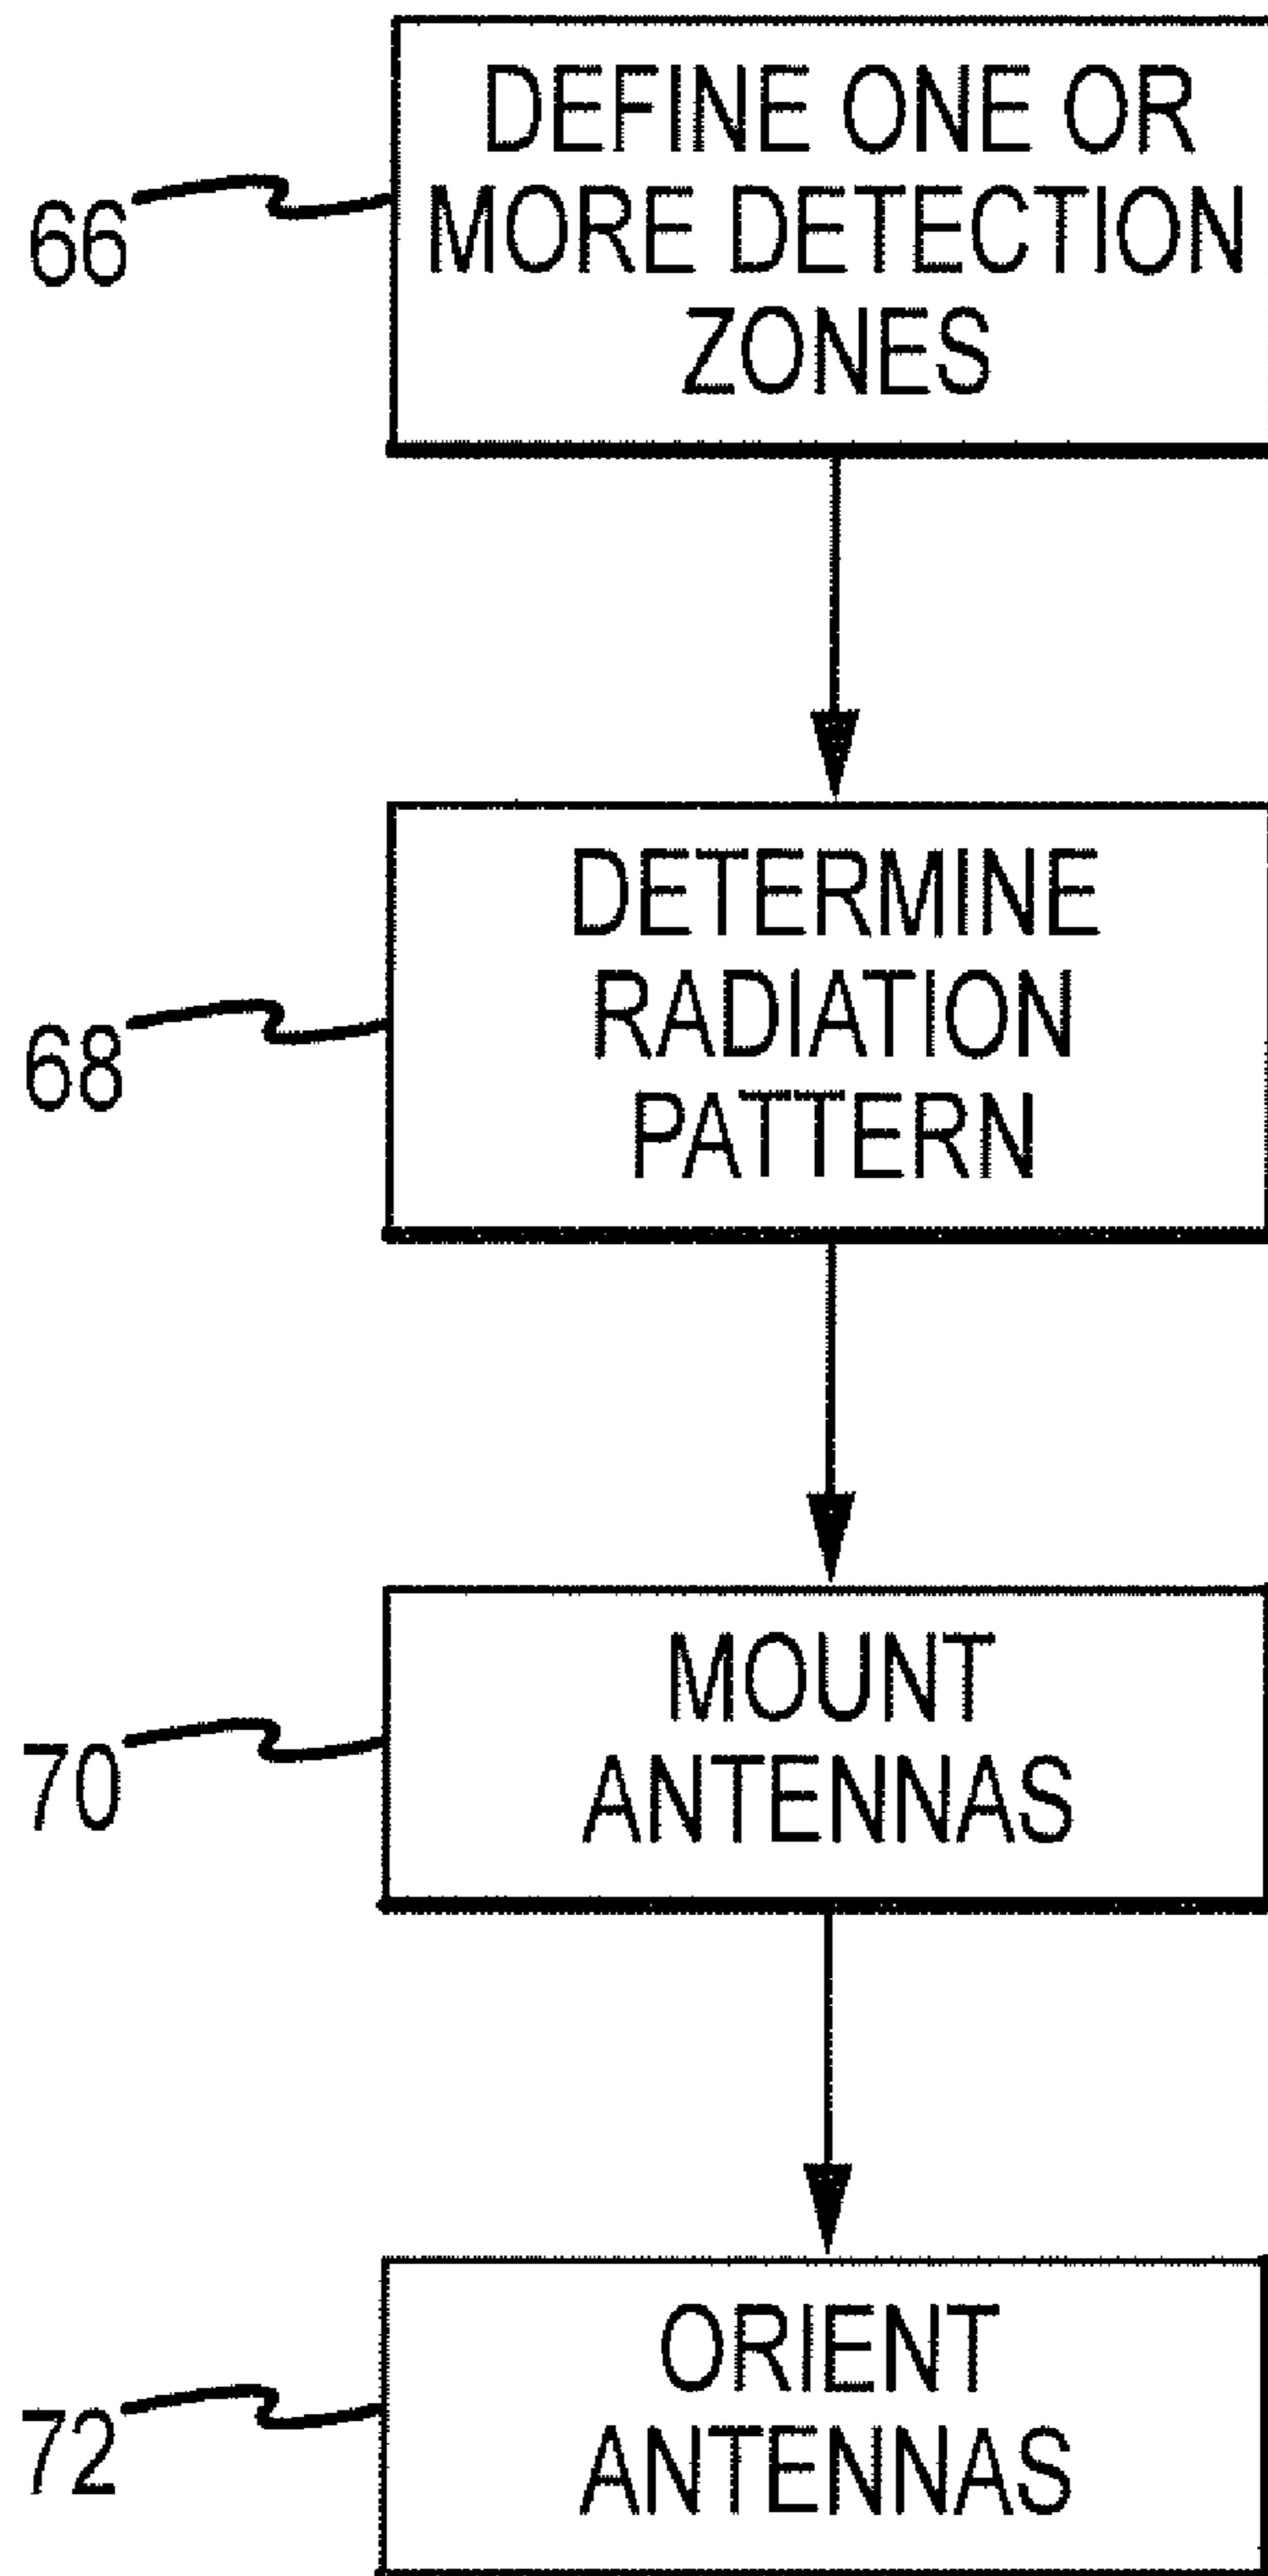 DEFINE ONE OR
MORE DETECTION
ZONES
66
DETERMINE
RADIATION
PATTERN
68
MOUNT
ANTENNAS
70
ORIENT
ANTENNAS
72